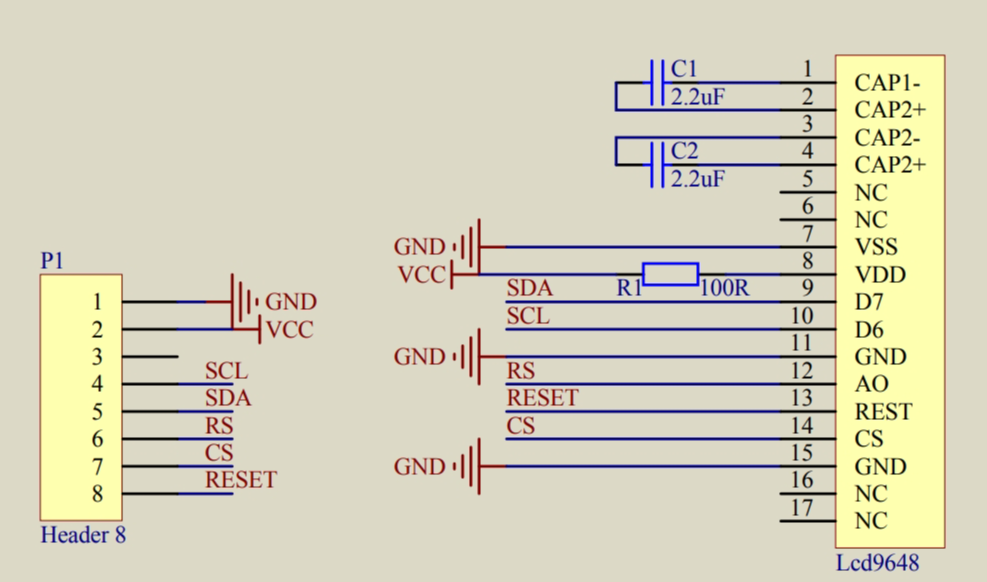 P1
1
GND
2
VCC
3
4
SCL
5
SDA
6
RS
7
CS
8
RESET
Header 8
C1
2.2uF
C2
2.2uF
1 CAP1-
2 CAP2+
3 CAP2-
4 CAP2+
5 NC
6 NC
GND 7 VSS
VCC R1 100R 8 VDD
SDA 9 D7
SCL 10 D6
GND 11 GND
RS 12 AO
RESET 13 REST
CS 14 CS
GND 15 GND
16 NC
17 NC
Lcd9648